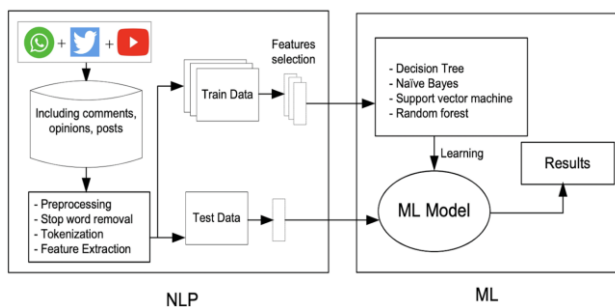 +
+
Including comments,
opinions, posts
- Preprocessing
- Stop word removal
- Tokenization
- Feature Extraction
Train Data
Test Data
Features
selection
- Decision Tree
- Naïve Bayes
- Support vector machine
- Random forest
Learning
ML Model
Results
NLP
ML